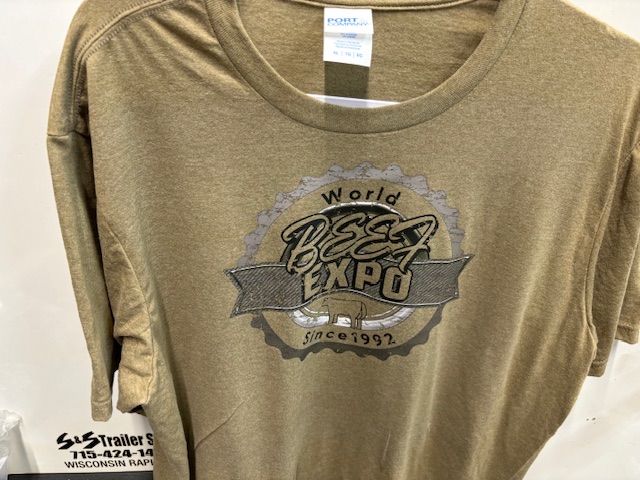 PORT
COMPANY
World
BEEF
EXPO
Since 1992
S&S Trailer S
715-424-14
WISCONSIN RAPI